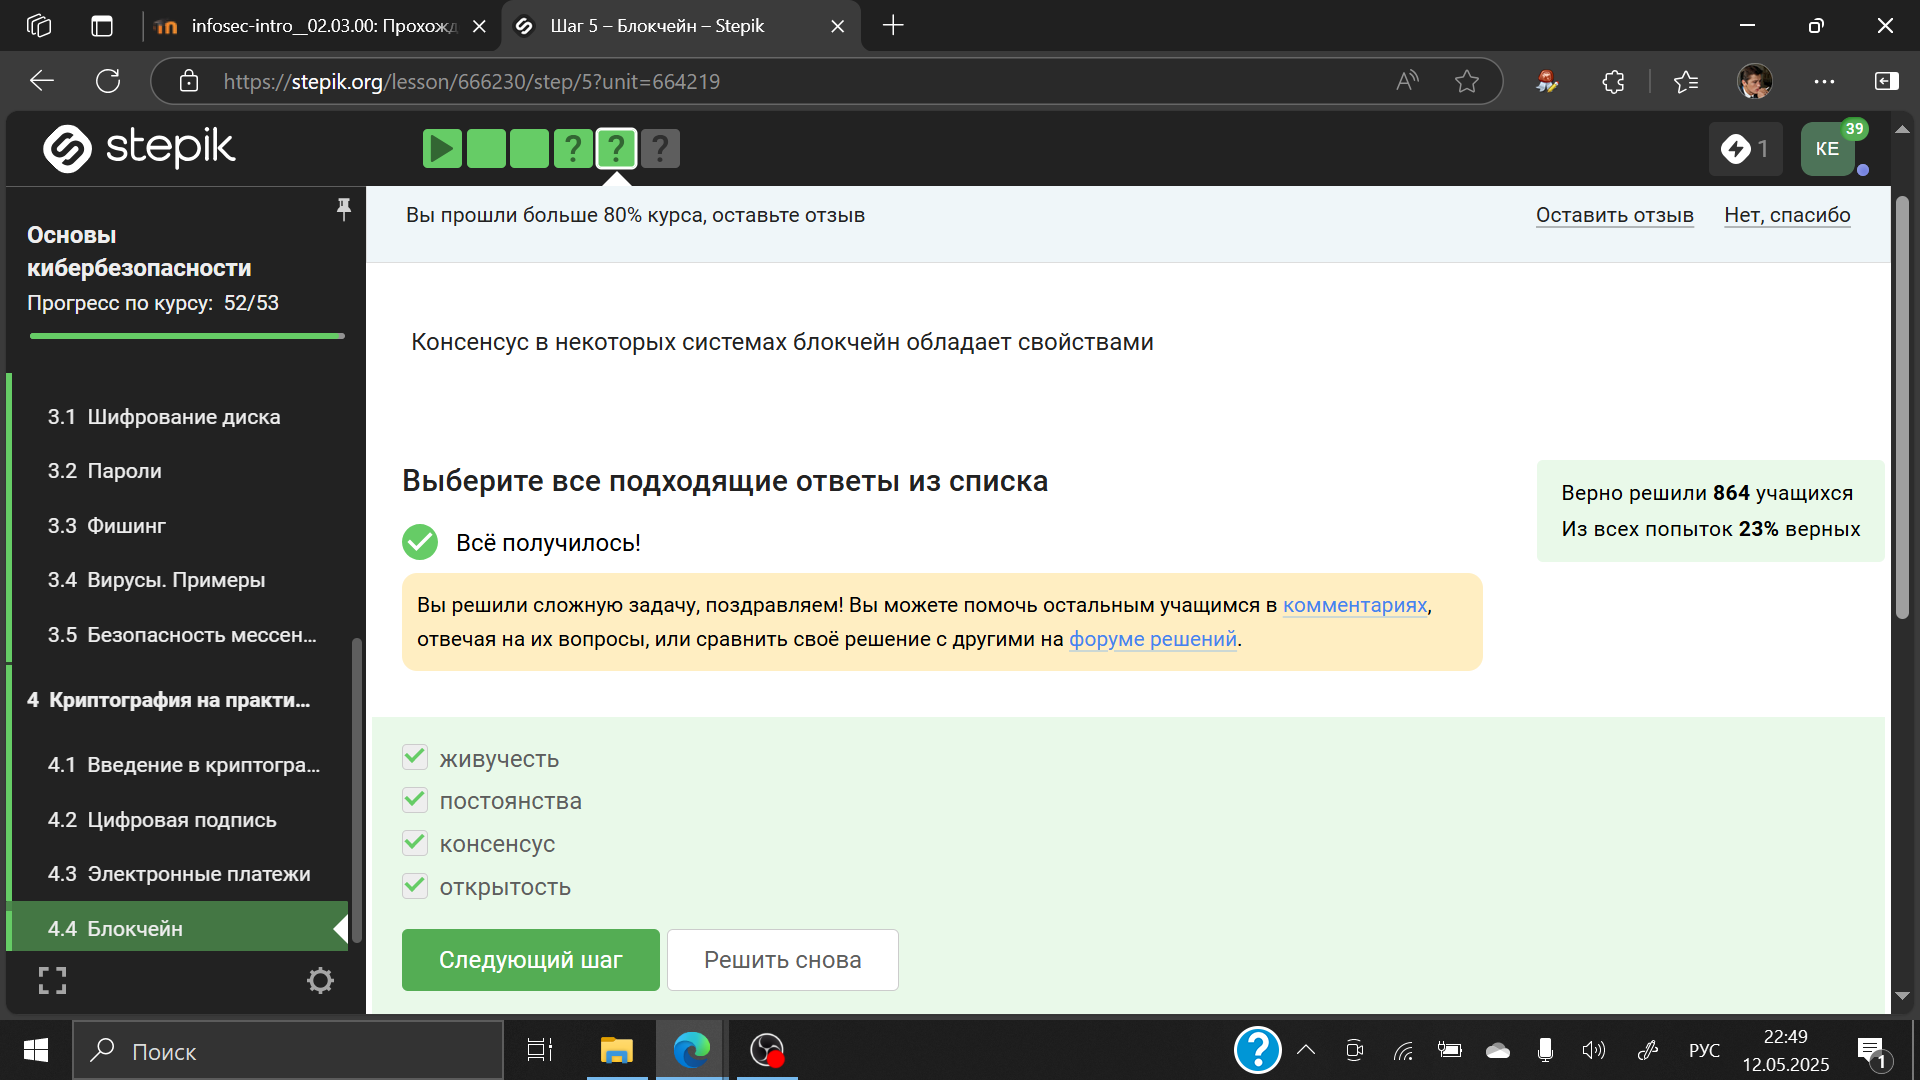 infosec-intro__02.03.00: Прохожд
Шаг 5 – Блокчейн – Stepik
https://stepik.org/lesson/666230/step/5?unit=664219
stepik
? ? ?
1
KE
39
Вы прошли больше 80% курса, оставьте отзыв
Оставить отзыв
Нет, спасибо
Основы
кибербезопасности
Прогресс по курсу: 52/53
3.1 Шифрование диска
3.2 Пароли
3.3 Фишинг
3.4 Вирусы. Примеры
3.5 Безопасность мессен...
4 Криптография на практи...
4.1 Введение в криптогра...
4.2 Цифровая подпись
4.3 Электронные платежи
4.4 Блокчейн
Консенсус в некоторых системах блокчейн обладает свойствами
Выберите все подходящие ответы из списка
Верно решили 864 учащихся
Из всех попыток 23% верных
Всё получилось!
Вы решили сложную задачу, поздравляем! Вы можете помочь остальным учащимся в комментариях,
отвечая на их вопросы, или сравнить своё решение с другими на форуме решений.
живучесть
постоянства
консенсус
открытость
Следующий шаг
Решить снова
Поиск
?
РУС
22:49
12.05.2025
1